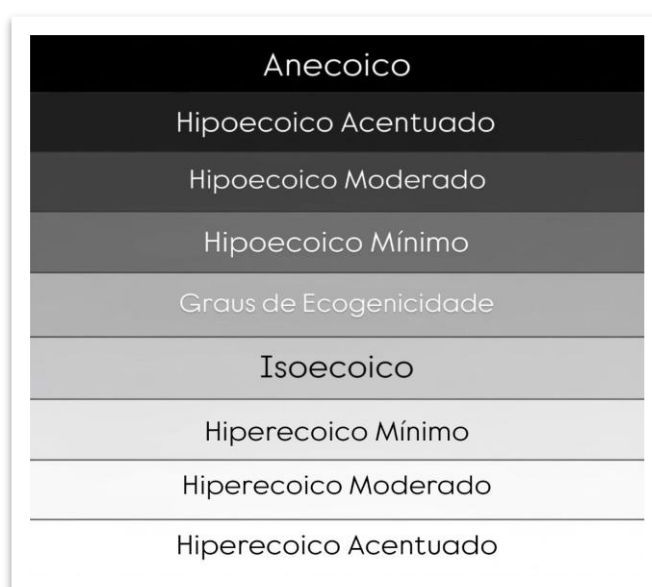 Anecoico
Hipoecoico Acentuado
Hipoecoico Moderado
Hipoecoico Mínimo
Graus de Ecogenicidade
Isoecoico
Hiperecoico Mínimo
Hiperecoico Moderado
Hiperecoico Acentuado